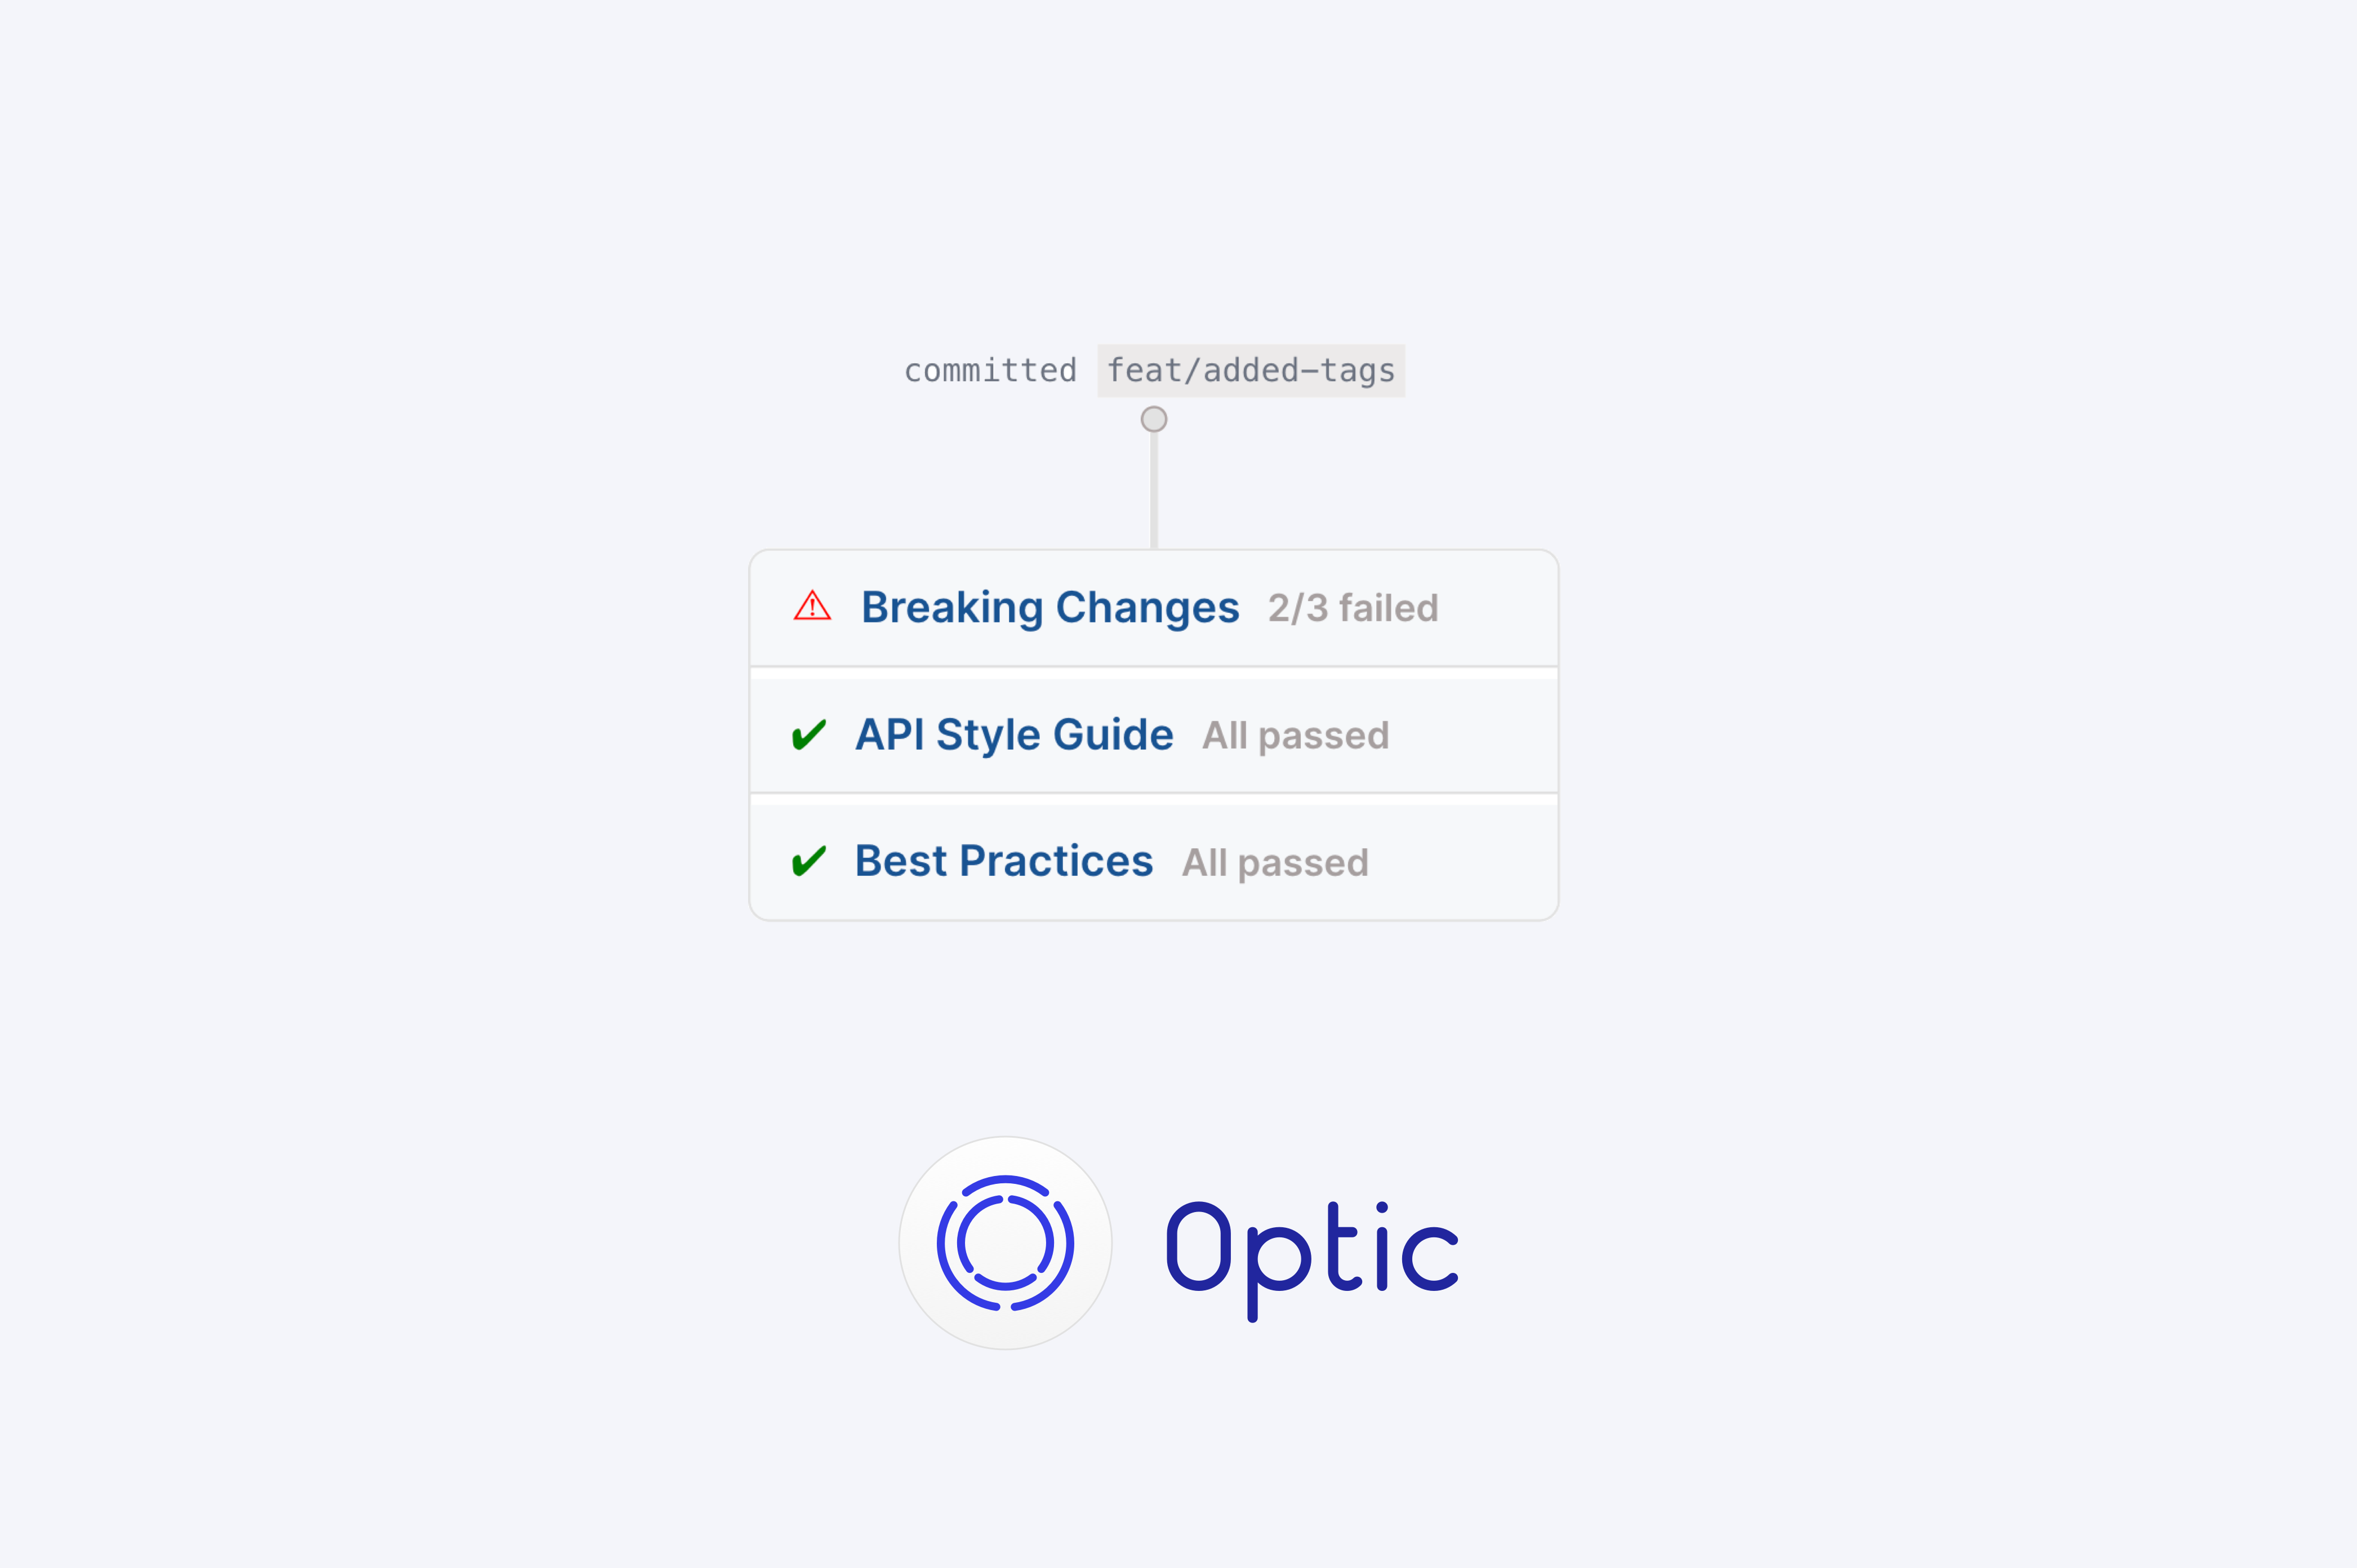 committed feat/added-tags
Breaking Changes 2/3 failed
API Style Guide All passed
Best Practices All passed
Optic